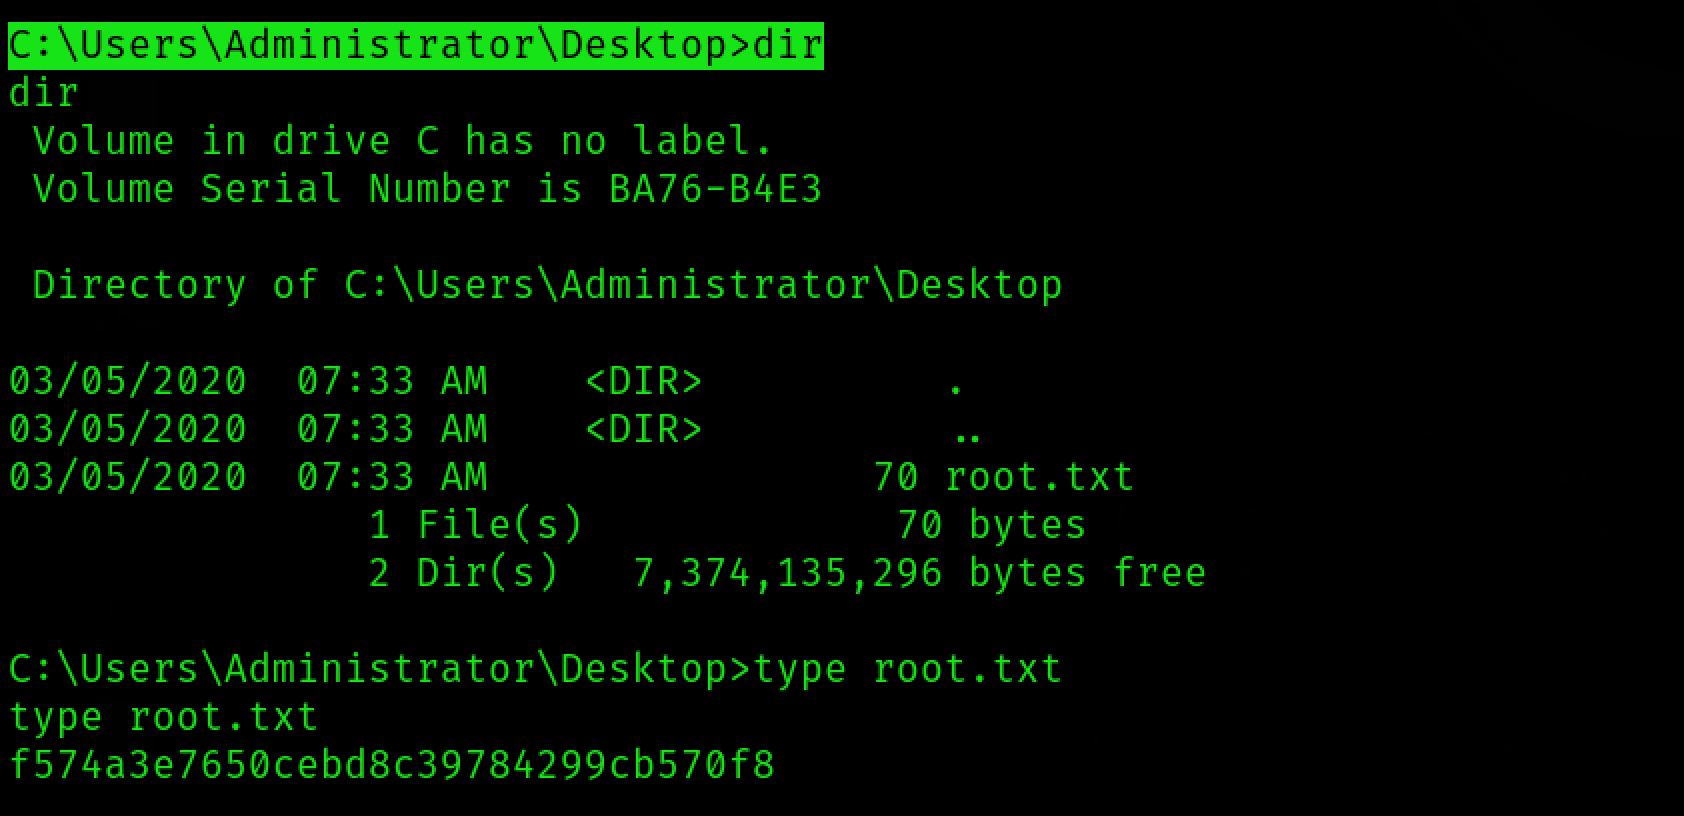 C:\Users\Administrator\Desktop>dir
dir
 Volume in drive C has no label.
 Volume Serial Number is BA76-B4E3

 Directory of C:\Users\Administrator\Desktop

03/05/2020  07:33 AM    <DIR>          .
03/05/2020  07:33 AM    <DIR>          ..
03/05/2020  07:33 AM                70 root.txt
               1 File(s)             70 bytes
               2 Dir(s)   7,374,135,296 bytes free

C:\Users\Administrator\Desktop>type root.txt
type root.txt
f574a3e7650cebd8c39784299cb570f8